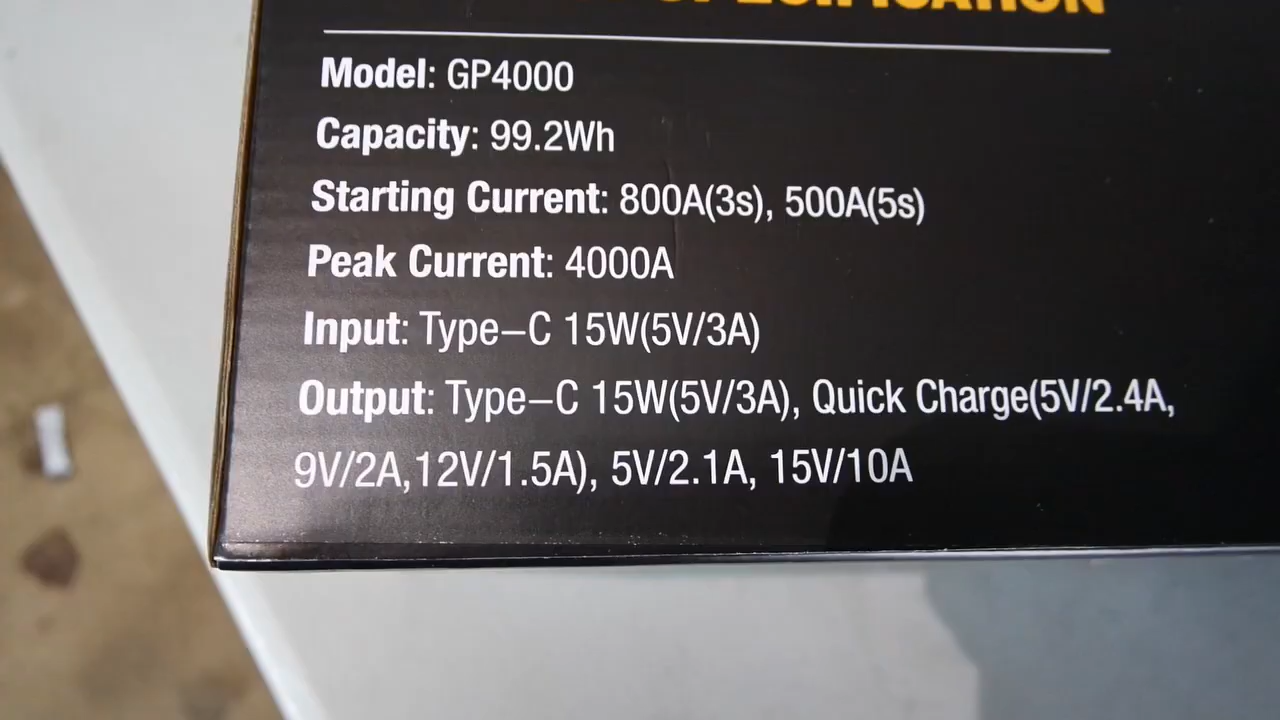 SPECIFICATION
Model: GP4000
Capacity: 99.2Wh
Starting Current: 800A(3s), 500A(5s)
Peak Current: 4000A
Input: Type–C 15W(5V/3A)
Output: Type–C 15W(5V/3A), Quick Charge(5V/2.4A,
9V/2A,12V/1.5A), 5V/2.1A, 15V/10A